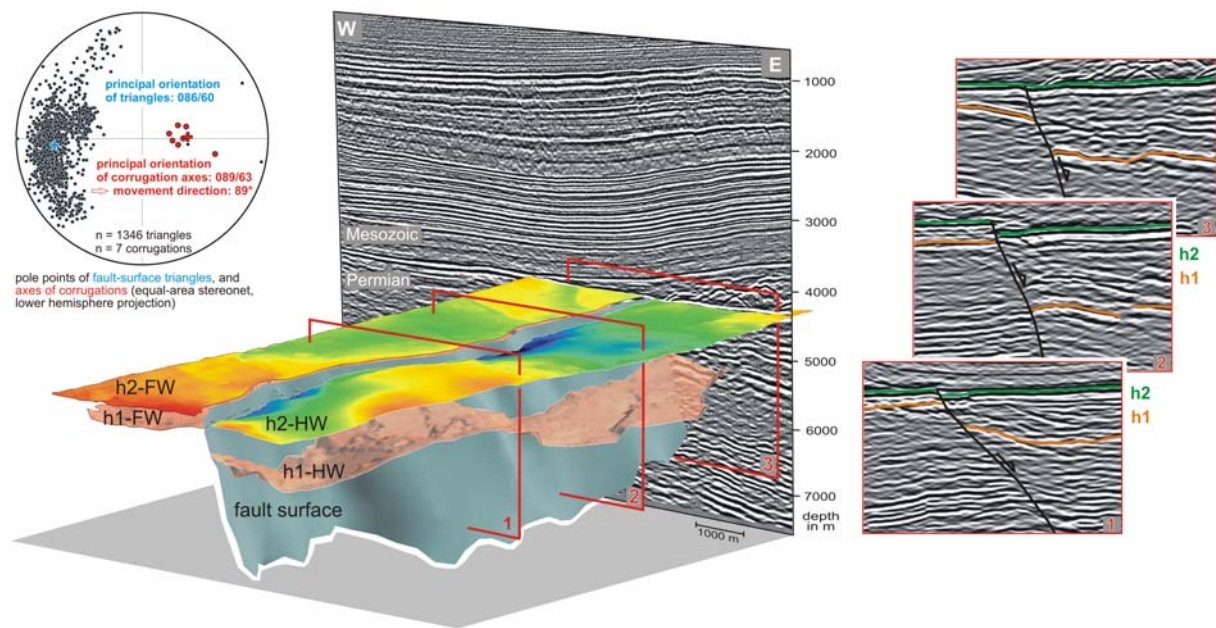 principal orientation
of triangles: 086/60
principal orientation
of corrugation axes: 089/63
⇨ movement direction: 89°
n = 1346 triangles
n = 7 corrugations
pole points of fault-surface triangles, and
axes of corrugations (equal-area stereonet,
lower hemisphere projection)
W
E
1000
2000
3000
4000
5000
6000
7000
depth
in m
1000 m
Mesozoic
Permian
h2-FW
h1-FW
h2-HW
h1-HW
fault surface
1
2
3
3
h2
h1
2
h2
h1
1